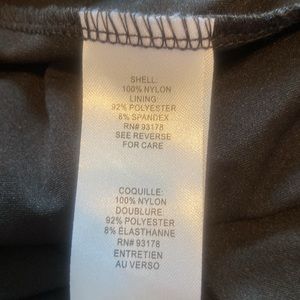 SHELL:
100% NYLON
LINING:
92% POLYESTER
8% SPANDEX
RN# 93178
SEE REVERSE
FOR CARE
COQUILLE:
100% NYLON
DOUBLURE:
92% POLYESTER
8% ÉLASTHANNE
RN# 93178
ENTRETIEN
AU VERSO